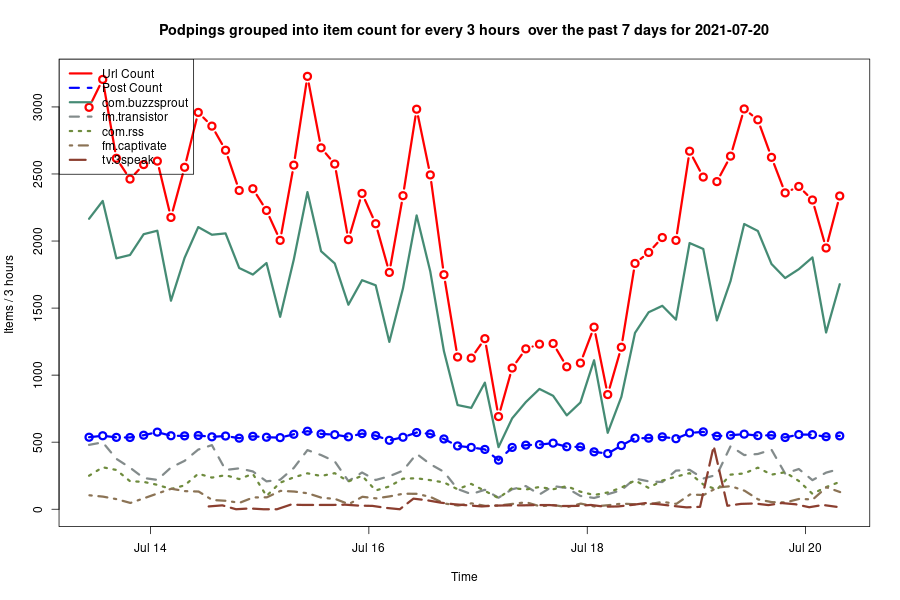 Podpings grouped into item count for every 3 hours over the past 7 days for 2021-07-20
Url Count
Post Count
com.buzzsprout
fm.transistor
com.rss
fm.captivate
Items / 3 hours
3000
2500
2000
1500
1000
500
0
Jul 14
Jul 16
Jul 18
Jul 20
Time